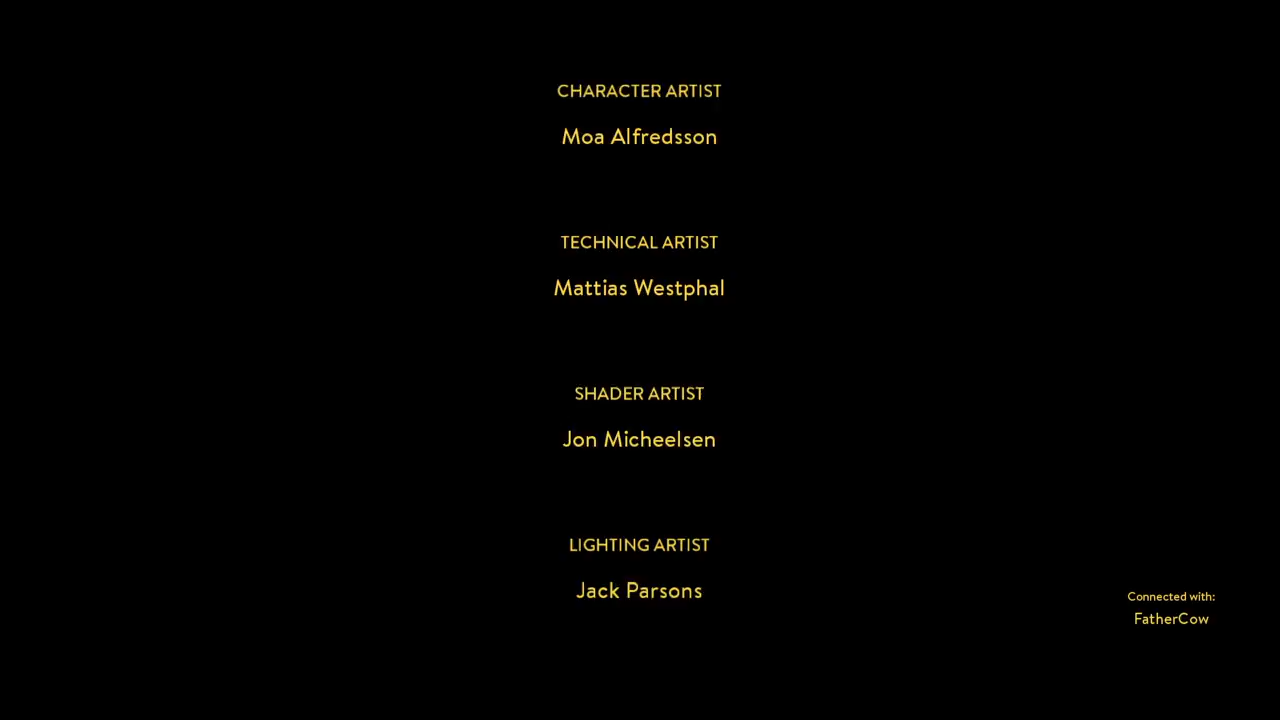 CHARACTER ARTIST
Moa Alfredsson
TECHNICAL ARTIST
Mattias Westphal
SHADER ARTIST
Jon Micheelsen
LIGHTING ARTIST
Jack Parsons
Connected with:
FatherCow